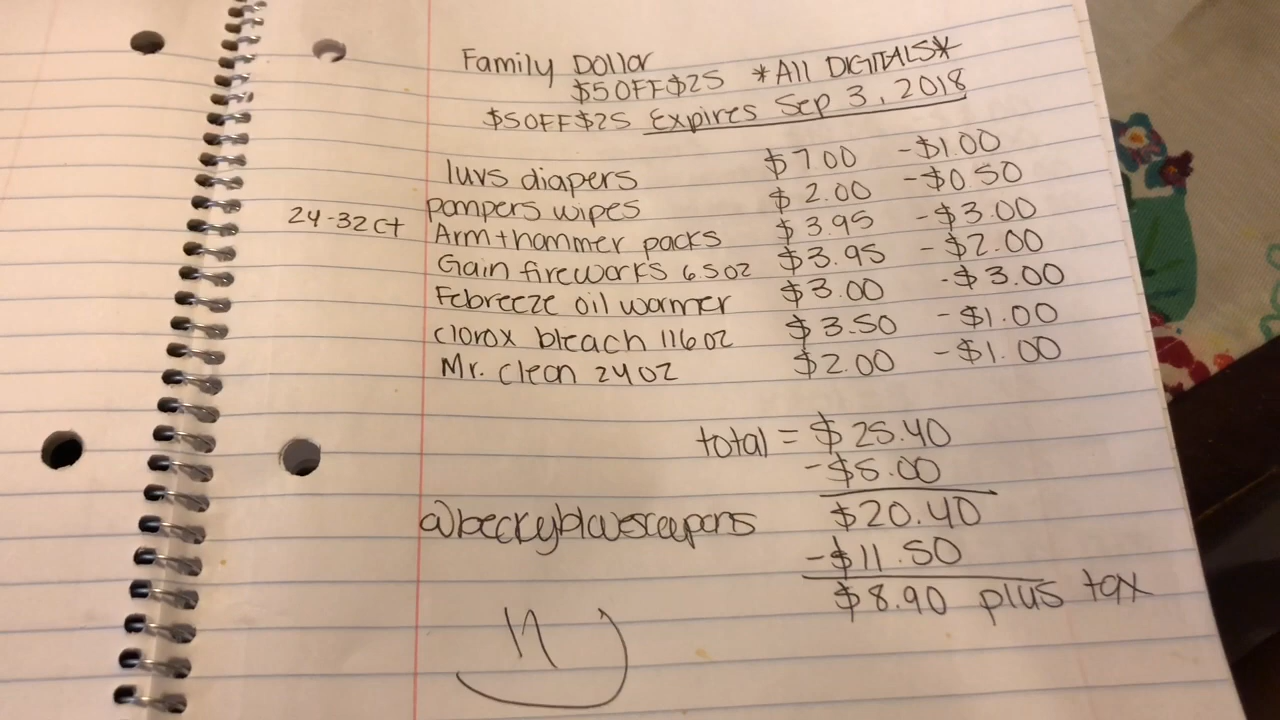 Family Dollar
$5OFF$25 *All DIGITALS*
$5OFF$25 Expires Sep 3, 2018
luvs diapers $7.00 -$1.00
pampers wipes $2.00 -$0.50
24-32ct Arm+hammer packs $3.95 -$3.00
Gain fireworks 6.5oz $3.95 -$2.00
Febreeze oil warmer $3.00 -$3.00
clorox bleach 116oz $3.50 -$1.00
Mr. clean 24oz $2.00 -$1.00
total = $25.40
-$5.00
$20.40
-$11.50
$8.90 plus tax